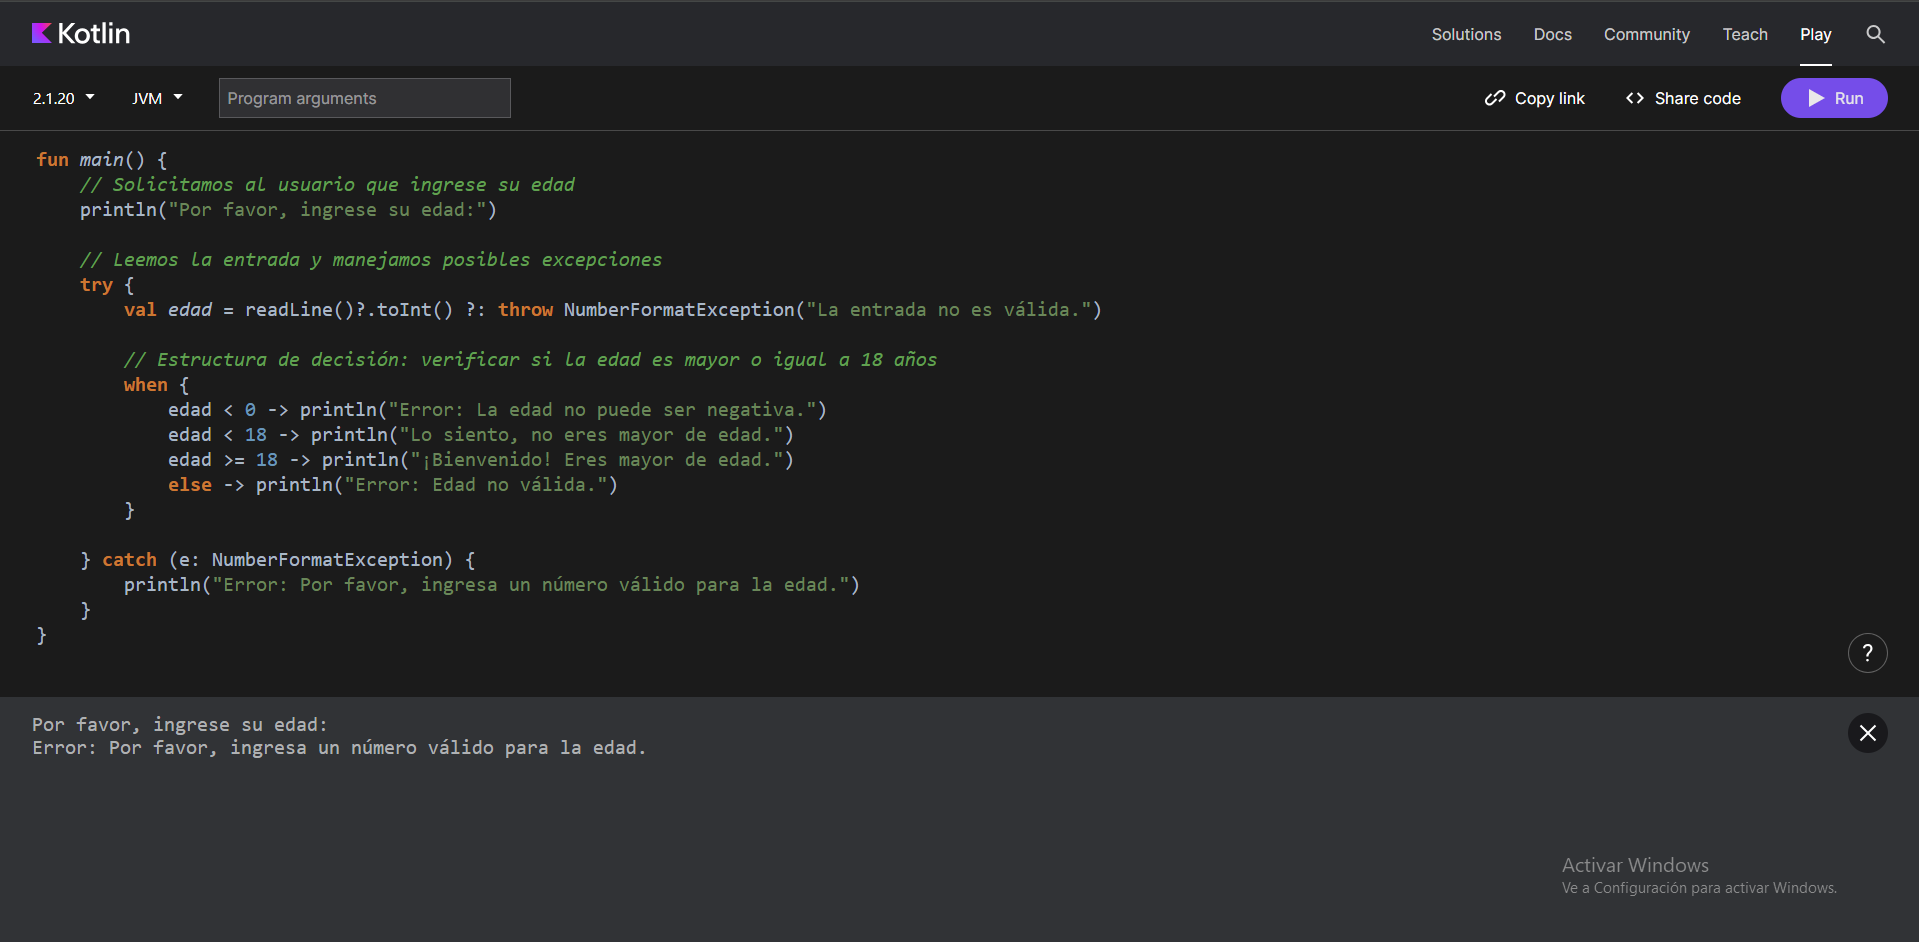 Kotlin
Solutions Docs Community Teach Play
2.1.20 JVM Program arguments Copy link Share code Run
fun main() {
    // Solicitamos al usuario que ingrese su edad
    println("Por favor, ingrese su edad:")
    // Leemos la entrada y manejamos posibles excepciones
    try {
        val edad = readLine()?.toInt() ?: throw NumberFormatException("La entrada no es válida.")
        // Estructura de decisión: verificar si la edad es mayor o igual a 18 años
        when {
            edad < 0 -> println("Error: La edad no puede ser negativa.")
            edad < 18 -> println("Lo siento, no eres mayor de edad.")
            edad >= 18 -> println("¡Bienvenido! Eres mayor de edad.")
            else -> println("Error: Edad no válida.")
        }
    } catch (e: NumberFormatException) {
        println("Error: Por favor, ingresa un número válido para la edad.")
    }
}
?
Por favor, ingrese su edad:
Error: Por favor, ingresa un número válido para la edad.
Activar Windows
Ve a Configuración para activar Windows.